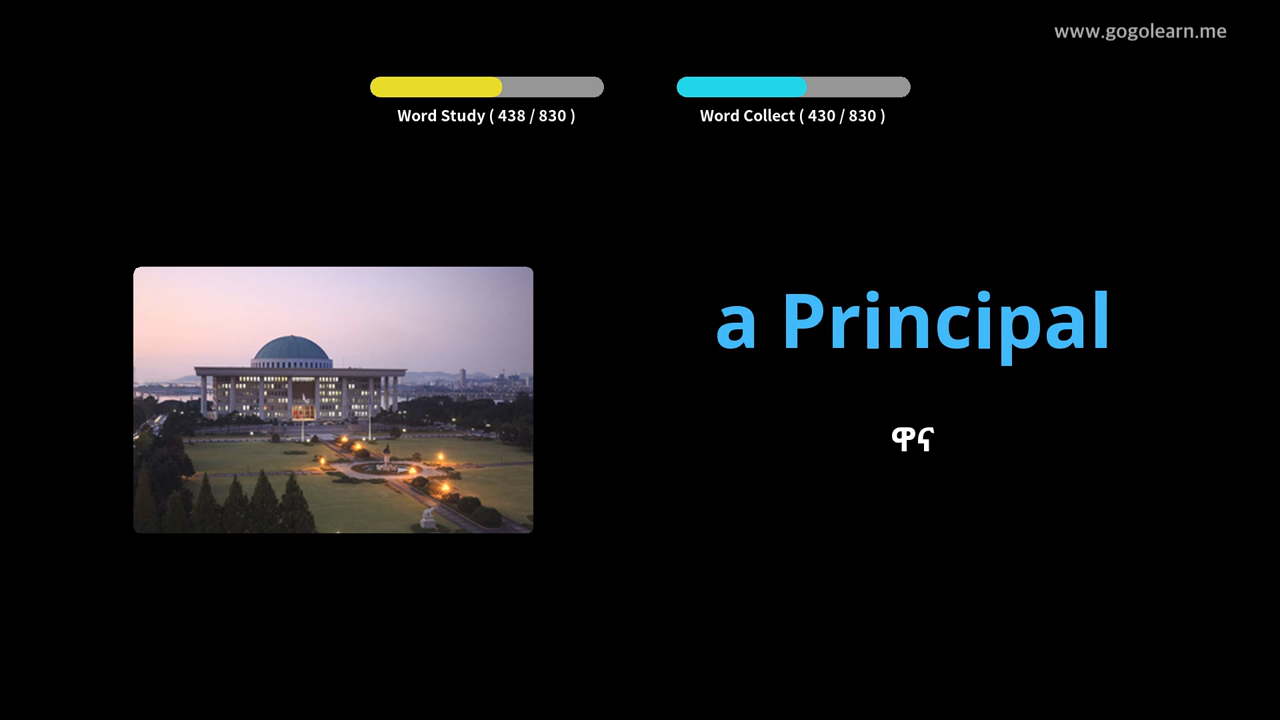 www.gogolearn.me
Word Study ( 438 / 830 )
Word Collect ( 430 / 830 )
a Principal
ዋና